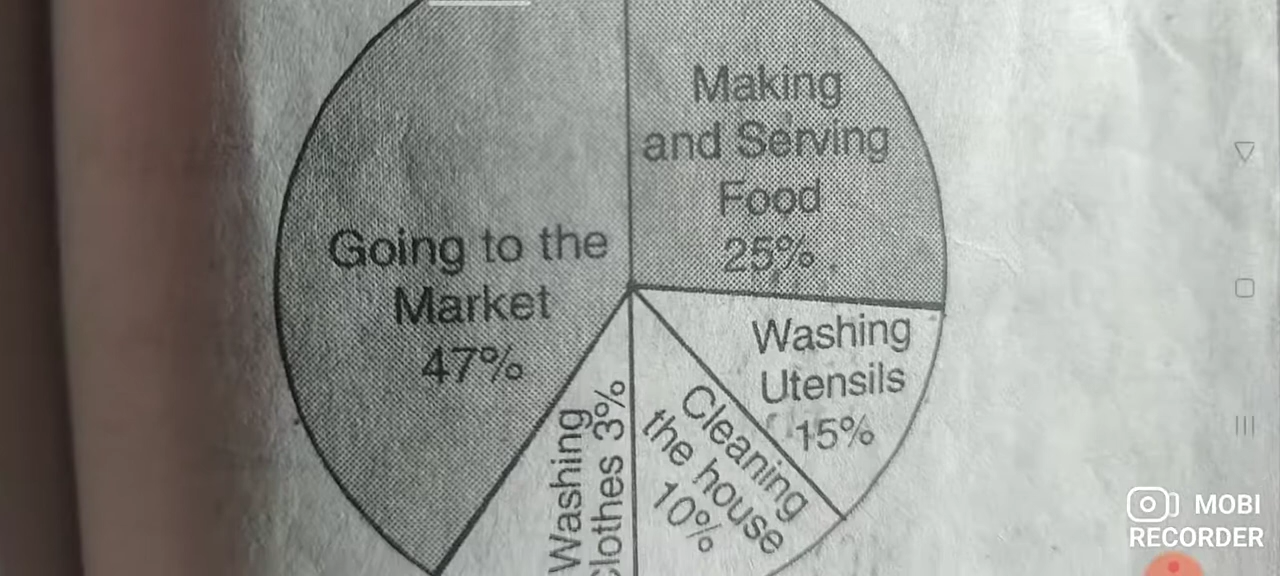 Making
and Serving
Food
25%
Going to the
Market
47%
Washing
Utensils
15%
Cleaning
the house
10%
Washing
Clothes 3%
MOBI
RECORDER